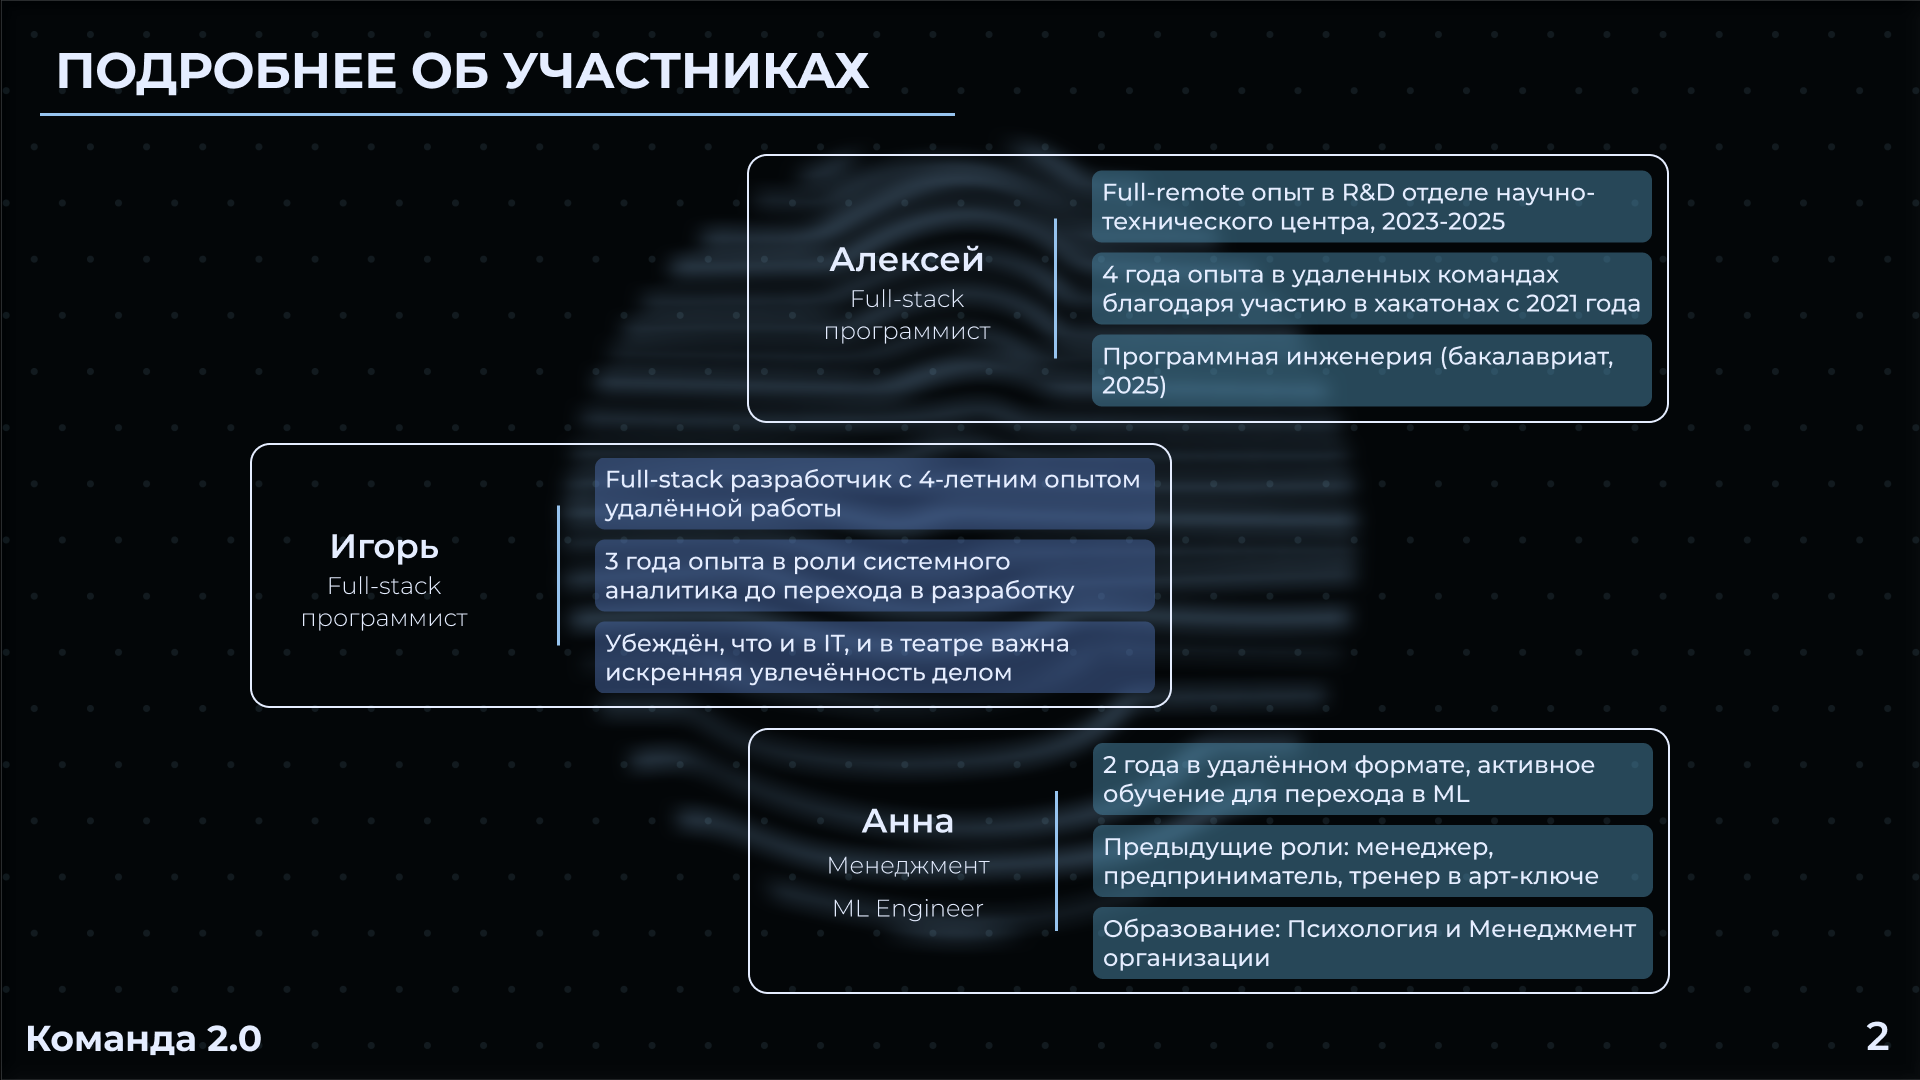 ПОДРОБНЕЕ ОБ УЧАСТНИКАХ
Алексей
Full-stack
программист
Full-remote опыт в R&D отделе научно-
технического центра, 2023-2025
4 года опыта в удаленных командах
благодаря участию в хакатонах с 2021 года
Программная инженерия (бакалавриат,
2025)
Игорь
Full-stack
программист
Full-stack разработчик с 4-летним опытом
удалённой работы
3 года опыта в роли системного
аналитика до перехода в разработку
Убеждён, что и в IT, и в театре важна
искренняя увлечённость делом
Анна
Менеджмент
ML Engineer
2 года в удалённом формате, активное
обучение для перехода в ML
Предыдущие роли: менеджер,
предприниматель, тренер в арт-ключе
Образование: Психология и Менеджмент
организации
Команда 2.0
2